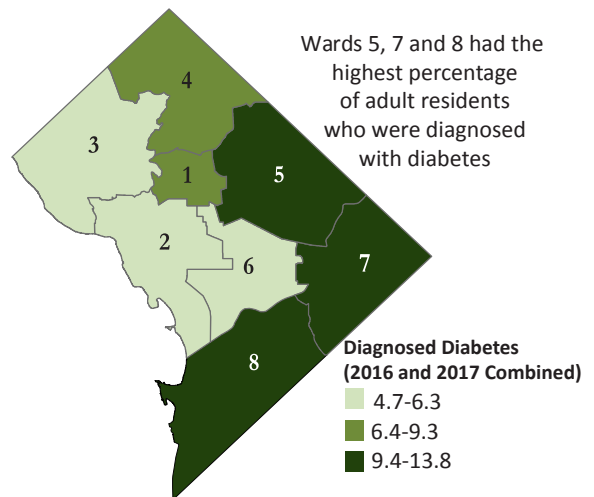 Wards 5, 7 and 8 had the
highest percentage
of adult residents
who were diagnosed
with diabetes
4
3
1
5
2
6
7
8
Diagnosed Diabetes
(2016 and 2017 Combined)
4.7-6.3
6.4-9.3
9.4-13.8